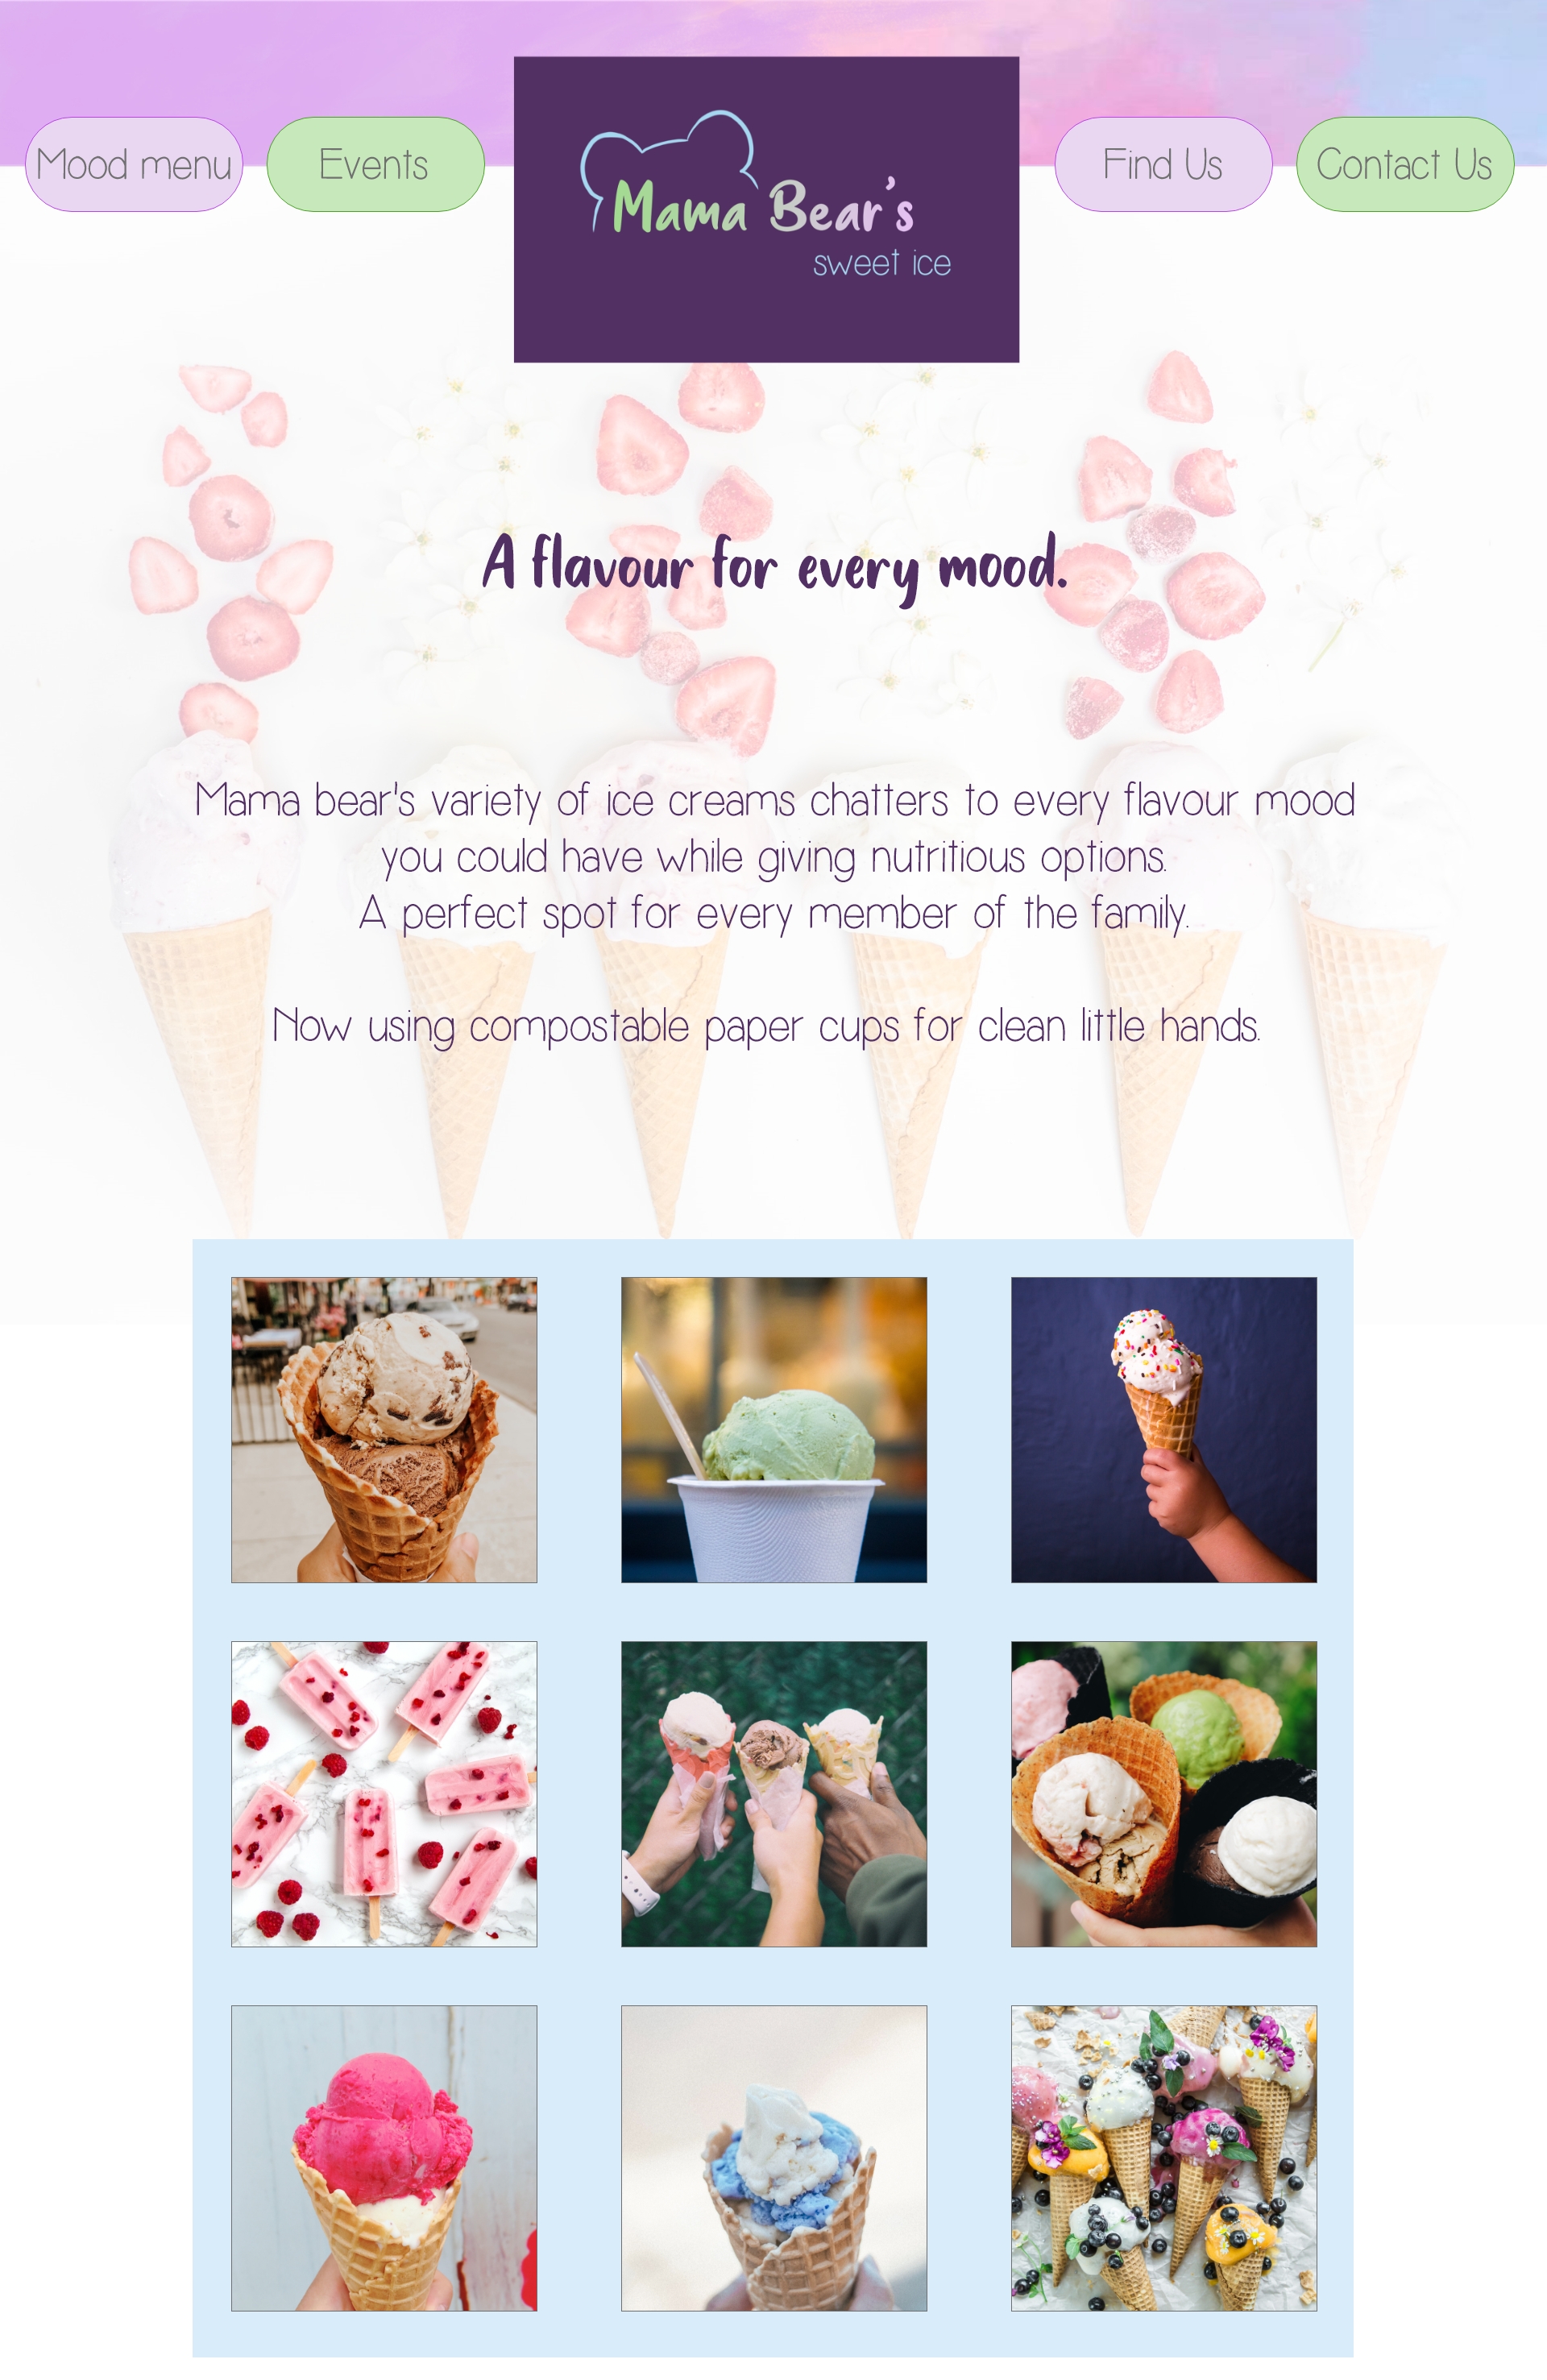 Mood menu
Events
Mama Bear's
sweet ice
Find Us
Contact Us
A flavour for every mood.
Mama bear's variety of ice creams chatters to every flavour mood
you could have while giving nutritious options.
A perfect spot for every member of the family.
Now using compostable paper cups for clean little hands.